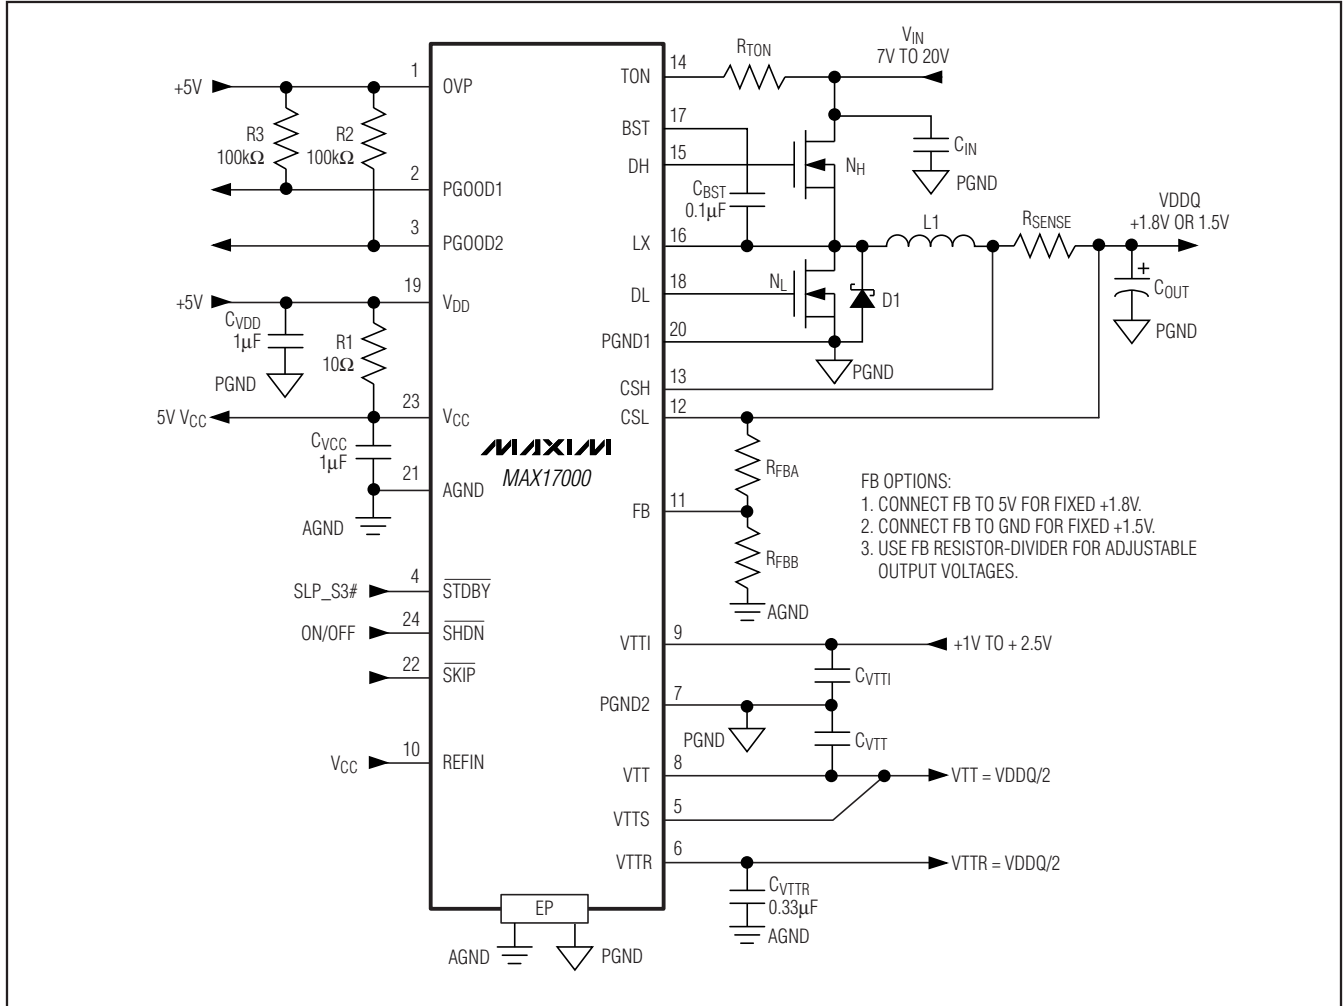 +5V
1
OVP
R3
100kΩ
R2
100kΩ
2
PGOOD1
3
PGOOD2
+5V
19
VDD
CVDD
1µF
PGND
R1
10Ω
5V VCC
23
VCC
CVCC
1µF
21
AGND
AGND
SLP_S3#
4
STDBY
ON/OFF
24
SHDN
22
SKIP
VCC
10
REFIN
MAXIM
MAX17000
EP
AGND
PGND
TON
14
RTON
VIN
7V TO 20V
BST
17
DH
15
NH
CIN
PGND
CBST
0.1µF
LX
16
L1
RSENSE
VDDQ
+1.8V OR 1.5V
DL
18
NL
D1
+
COUT
PGND
PGND1
20
PGND
CSH
13
CSL
12
RFBA
FB
11
RFBB
AGND
FB OPTIONS:
1. CONNECT FB TO 5V FOR FIXED +1.8V.
2. CONNECT FB TO GND FOR FIXED +1.5V.
3. USE FB RESISTOR-DIVIDER FOR ADJUSTABLE
OUTPUT VOLTAGES.
VTTI
9
+1V TO + 2.5V
CVTTI
PGND2
7
PGND
CVTT
VTT
8
VTT = VDDQ/2
VTTS
5
VTTR
6
VTTR = VDDQ/2
CVTTR
0.33µF
AGND